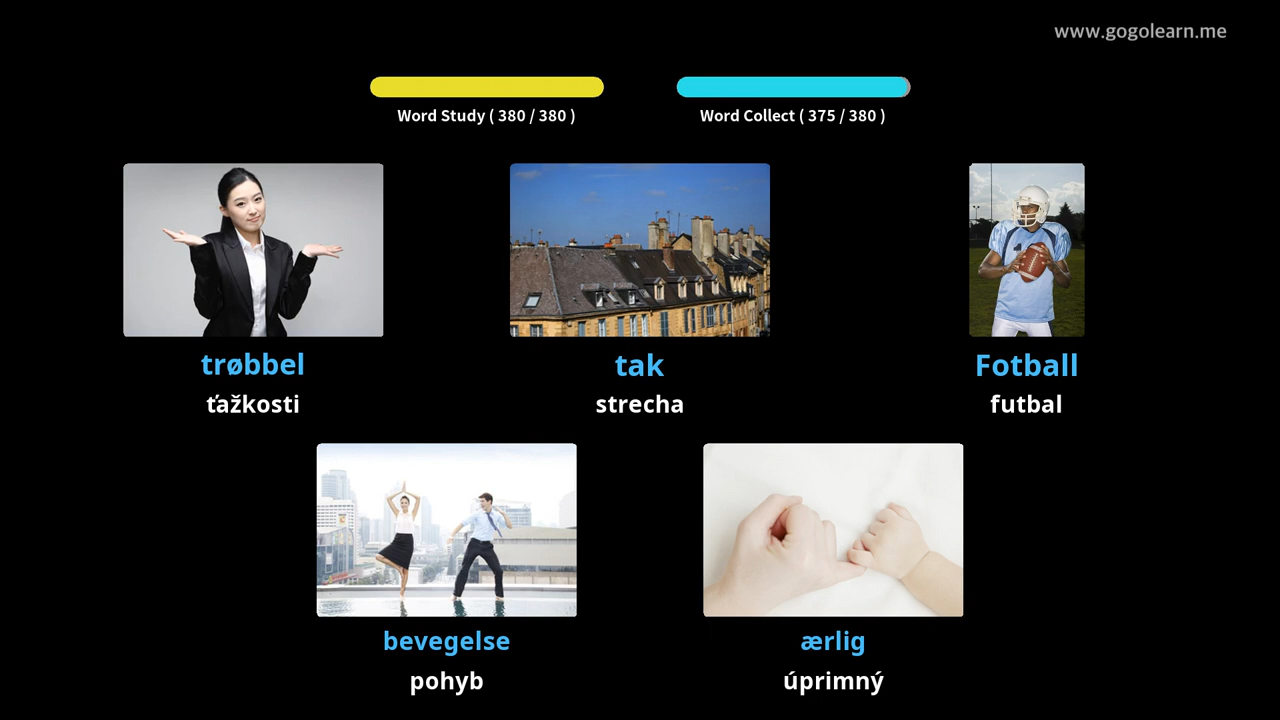 www.gogolearn.me
Word Study ( 380 / 380 )
Word Collect ( 375 / 380 )
trøbbel
ťažkosti
tak
strecha
Fotball
futbal
bevegelse
pohyb
ærlig
úprimný